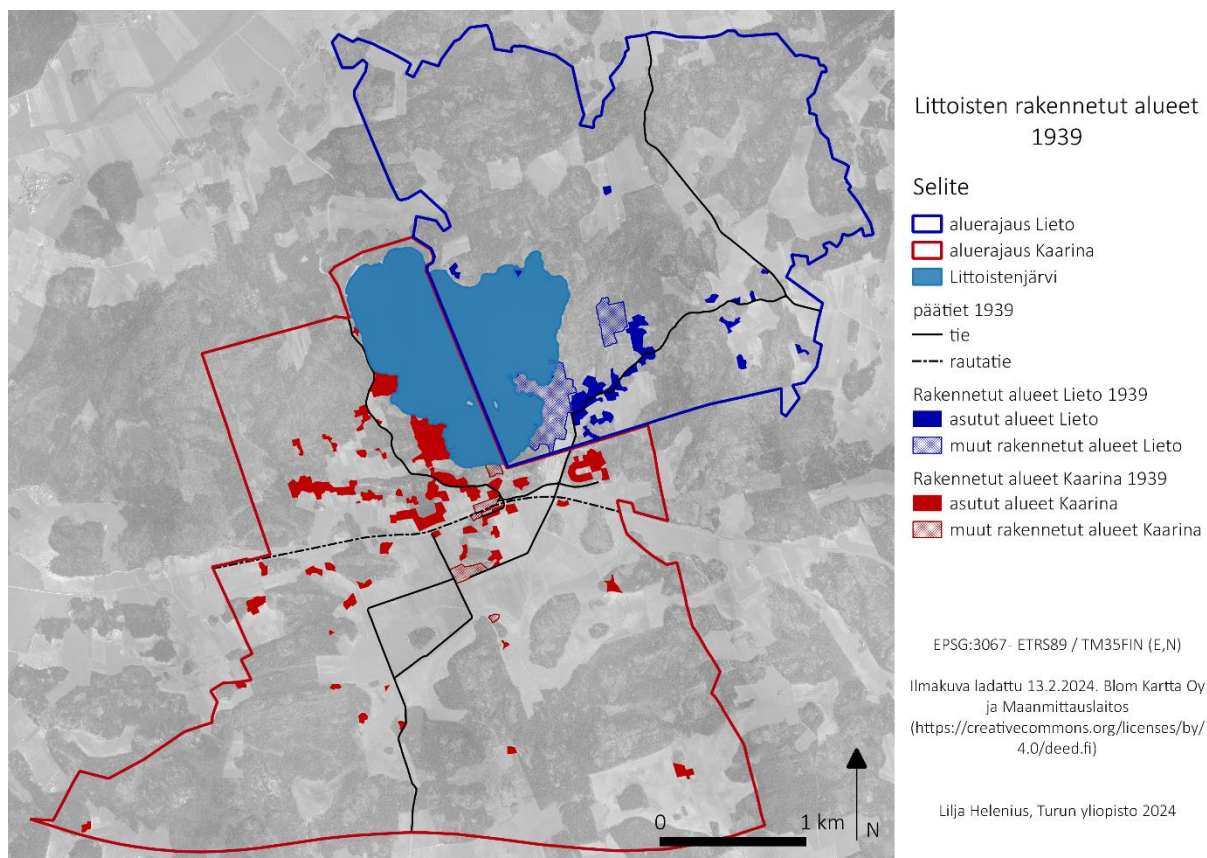 Littoisten rakennetut alueet
1939
Selite
aluerajaus Lieto
aluerajaus Kaarina
Littoistenjärvi
päätiet 1939
tie
rautatie
Rakennetut alueet Lieto 1939
asutut alueet Lieto
muut rakennetut alueet Lieto
Rakennetut alueet Kaarina 1939
asutut alueet Kaarina
muut rakennetut alueet Kaarina
EPSG:3067- ETRS89 / TM35FIN (E,N)
Ilmakuva ladattu 13.2.2024. Blom Kartta Oy
ja Maanmittauslaitos
(https://creativecommons.org/licenses/by/
4.0/deed.fi)
Lilja Helenius, Turun yliopisto 2024
0 1 km
N